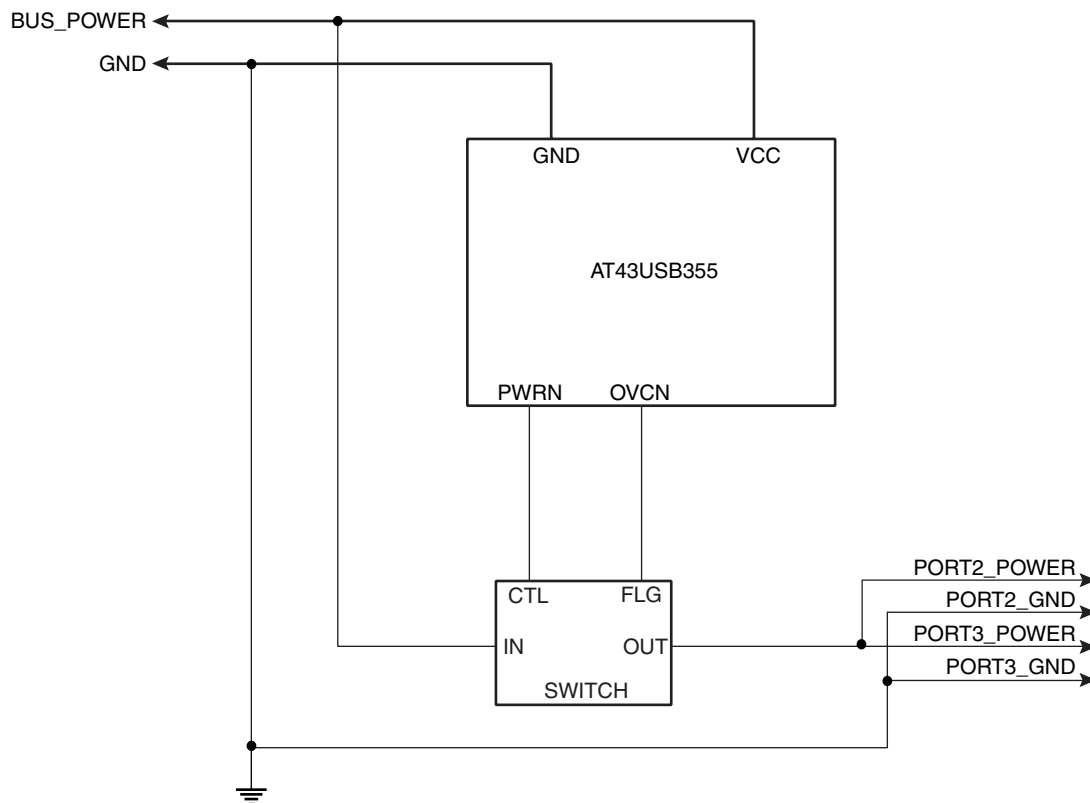 BUS_POWER
GND
GND VCC
AT43USB355
PWRN OVCN
PORT2_POWER
CTL FLG
PORT2_GND
PORT3_POWER
IN OUT
PORT3_GND
SWITCH